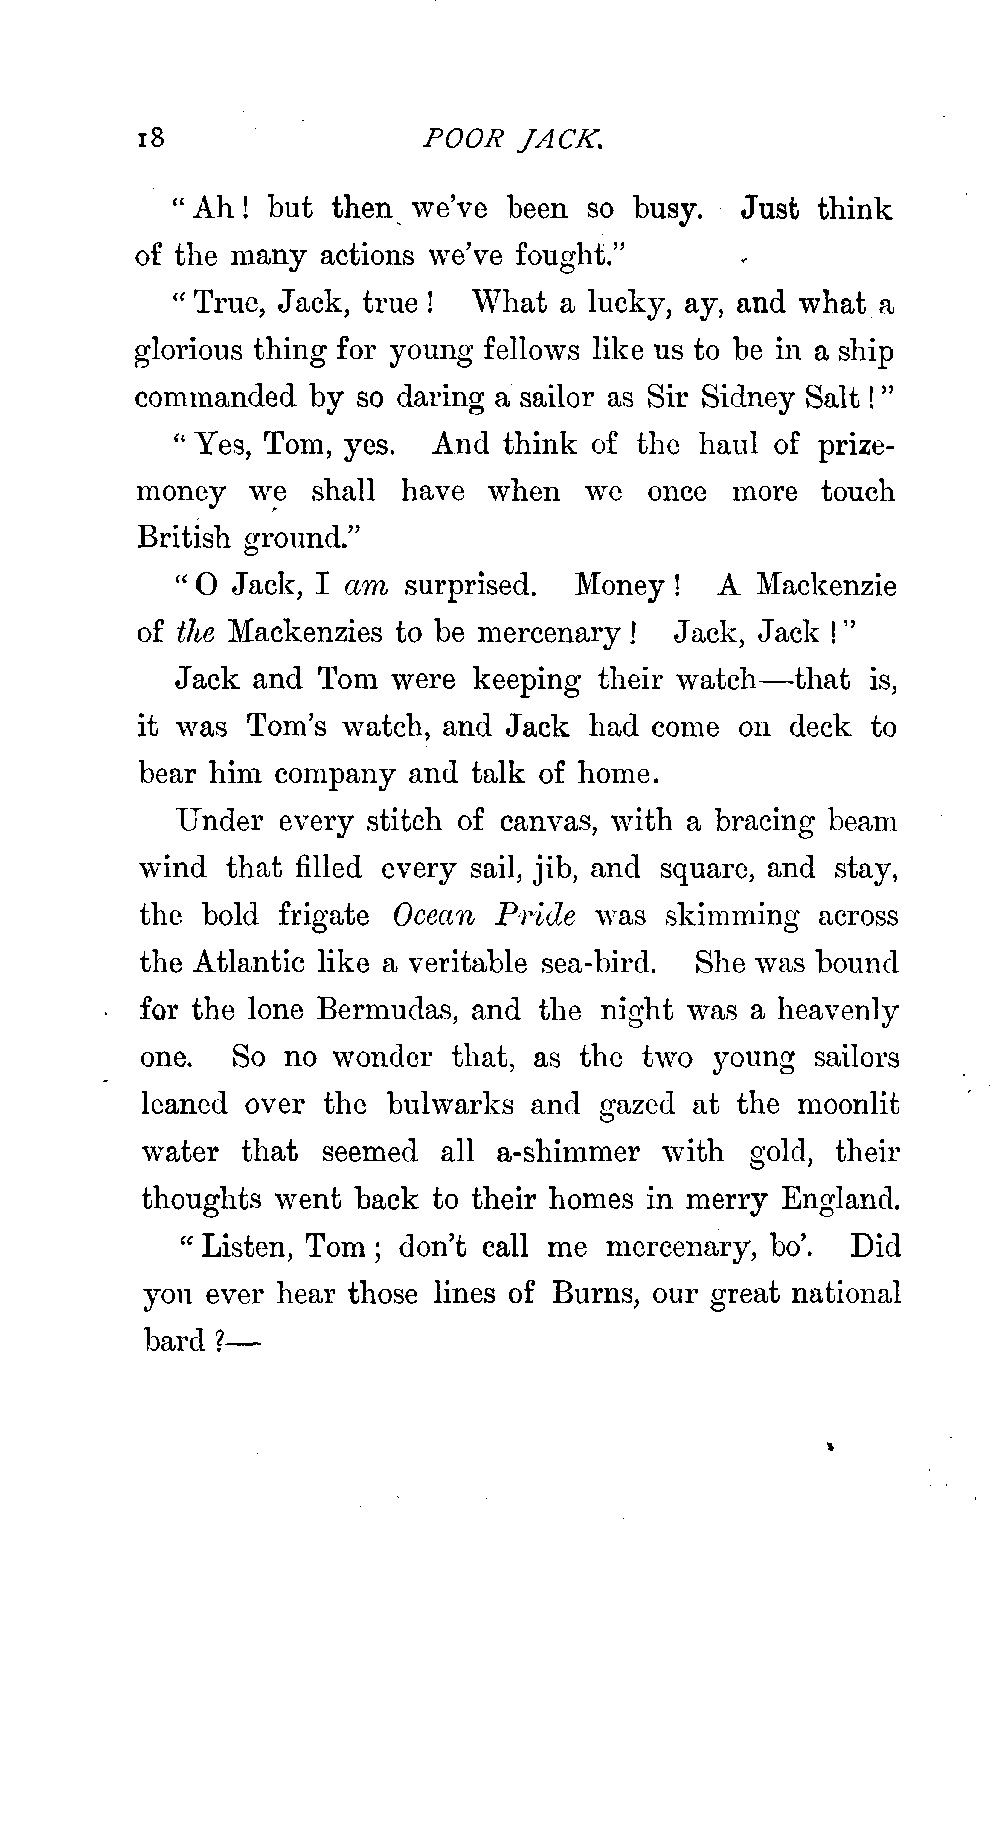 18 POOR JACK.
“Ah! but then we’ve been so busy. Just think
of the many actions we’ve fought.”
“True, Jack, true! What a lucky, ay, and what a
glorious thing for young fellows like us to be in a ship
commanded by so daring a sailor as Sir Sidney Salt!”
“Yes, Tom, yes. And think of the haul of prize-
money we shall have when we once more touch
British ground.”
“O Jack, I am surprised. Money! A Mackenzie
of the Mackenzies to be mercenary! Jack, Jack!”
Jack and Tom were keeping their watch—that is,
it was Tom’s watch, and Jack had come on deck to
bear him company and talk of home.
Under every stitch of canvas, with a bracing beam
wind that filled every sail, jib, and square, and stay,
the bold frigate Ocean Pride was skimming across
the Atlantic like a veritable sea-bird. She was bound
for the lone Bermudas, and the night was a heavenly
one. So no wonder that, as the two young sailors
leaned over the bulwarks and gazed at the moonlit
water that seemed all a-shimmer with gold, their
thoughts went back to their homes in merry England.
“Listen, Tom; don’t call me mercenary, bo’. Did
you ever hear those lines of Burns, our great national
bard?—